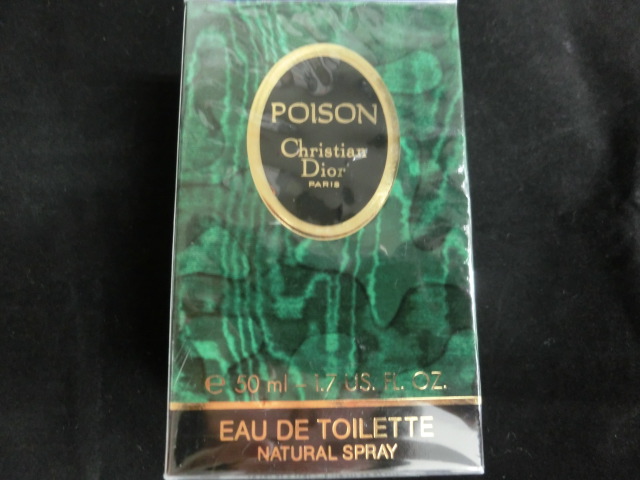 POISON
Christian
Dior
PARIS
℮ 50 ml - 1.7 US. FL. OZ.
EAU DE TOILETTE
NATURAL SPRAY